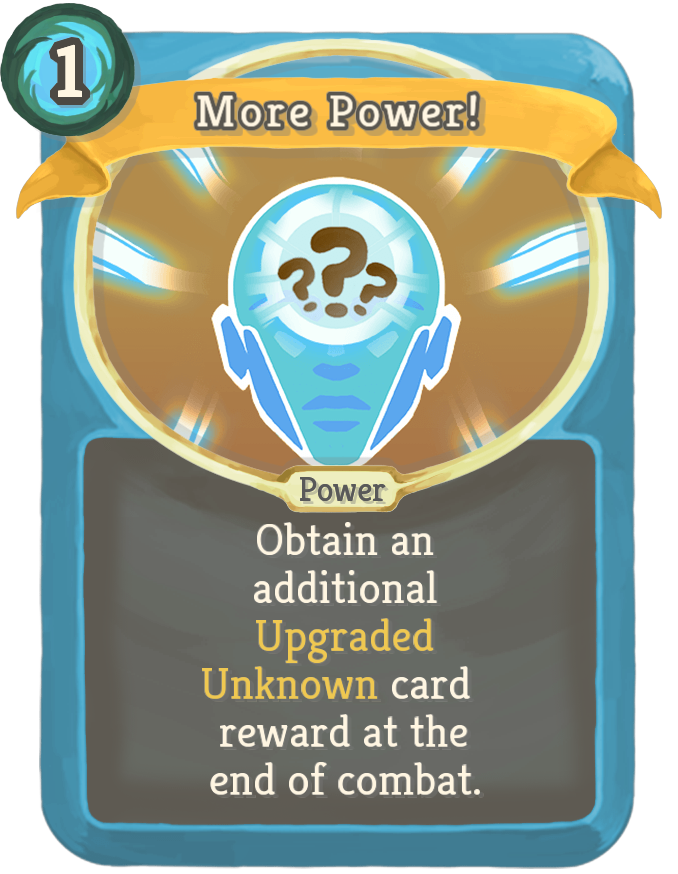 1
More Power!
???
Power
Obtain an
additional
Upgraded
Unknown card
reward at the
end of combat.